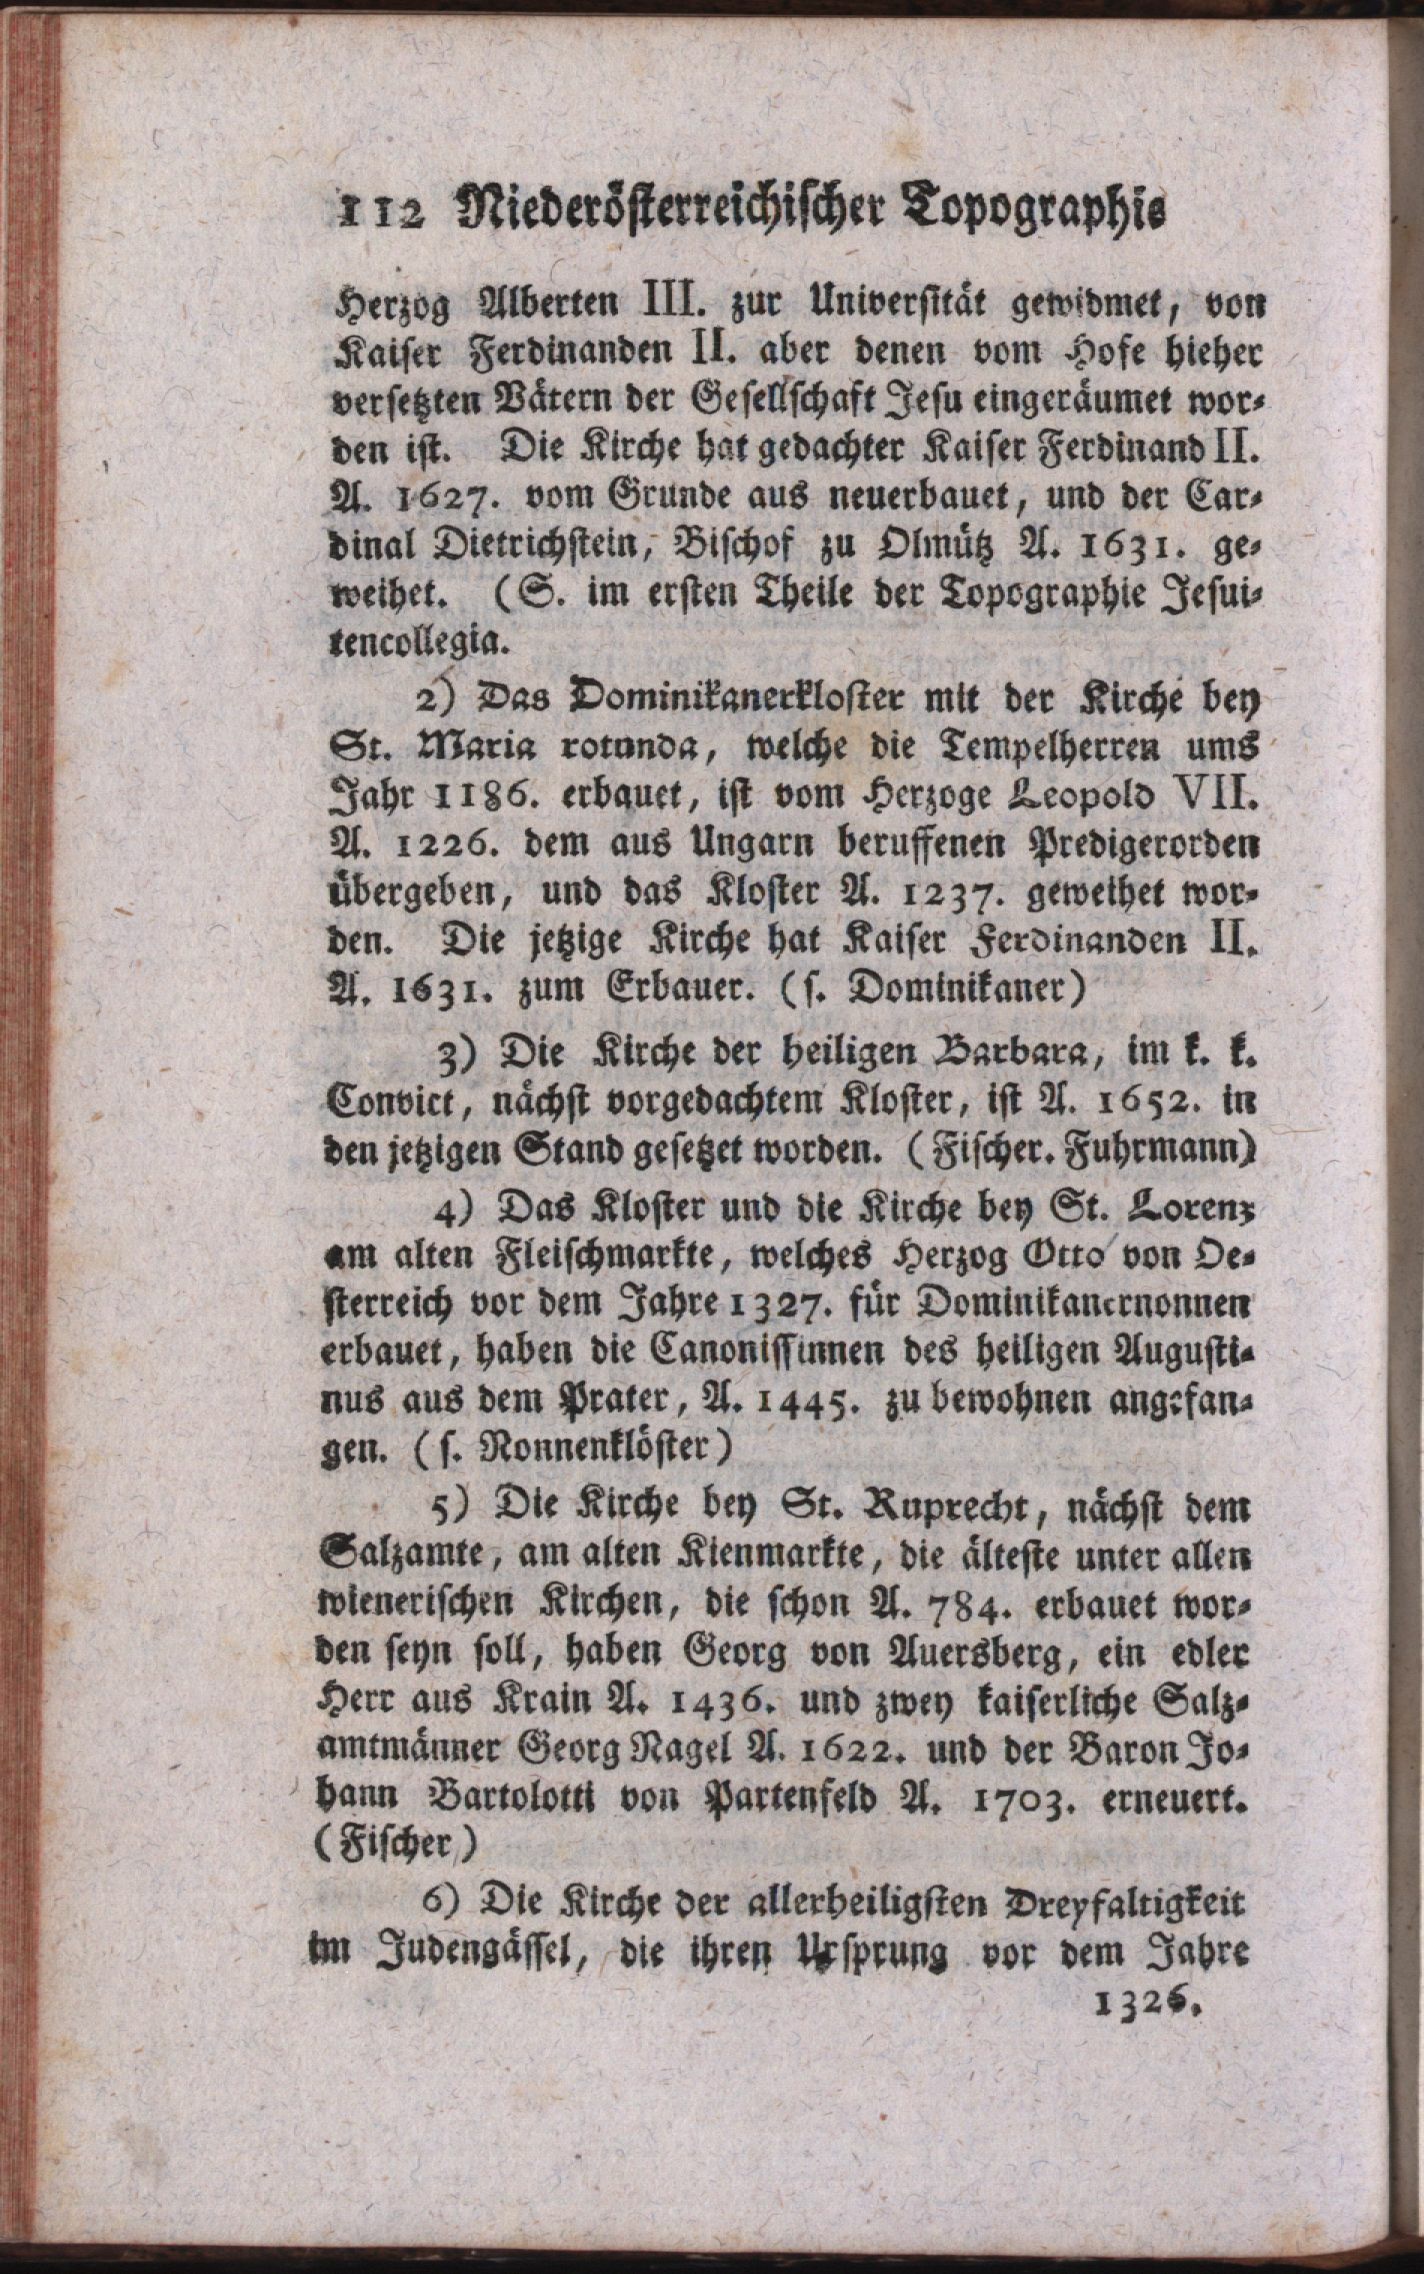 112 Niederösterreichischer Topographie
Herzog Alberten III. zur Universität gewidmet, von
Kaiser Ferdinanden II. aber denen vom Hofe hieher
versetzten Vätern der Gesellschaft Jesu eingeräumet wor-
den ist. Die Kirche hat gedachter Kaiser Ferdinand II.
A. 1627. vom Grunde aus neuerbauet, und der Car-
dinal Dietrichstein, Bischof zu Olmütz A. 1631. ge-
weihet. (S. im ersten Theile der Topographie Jesui-
tencollegia.
2) Das Dominikanerkloster mit der Kirche bey
St. Maria rotunda, welche die Tempelherren ums
Jahr 1186. erbauet, ist vom Herzoge Leopold VII.
A. 1226. dem aus Ungarn beruffenen Predigerorden
übergeben, und das Kloster A. 1237. geweihet wor-
den. Die jetzige Kirche hat Kaiser Ferdinanden II.
A. 1631. zum Erbauer. (s. Dominikaner)
3) Die Kirche der heiligen Barbara, im k. k.
Convict, nächst vorgedachtem Kloster, ist A. 1652. in
den jetzigen Stand gesetzet worden. (Fischer. Fuhrmann)
4) Das Kloster und die Kirche bey St. Lorenz
am alten Fleischmarkte, welches Herzog Otto von Oe-
sterreich vor dem Jahre 1327. für Dominikanernonnen
erbauet, haben die Canonissinnen des heiligen Augusti-
nus aus dem Prater, A. 1445. zu bewohnen angefan-
gen. (s. Nonnenklöster)
5) Die Kirche bey St. Ruprecht, nächst dem
Salzamte, am alten Kienmarkte, die älteste unter allen
wienerischen Kirchen, die schon A. 784. erbauet wor-
den seyn soll, haben Georg von Auersberg, ein edler
Herr aus Krain A. 1436. und zwey kaiserliche Salz-
amtmänner Georg Nagel A. 1622. und der Baron Jo-
hann Bartolotti von Partenfeld A. 1703. erneuert.
(Fischer)
6) Die Kirche der allerheiligsten Dreyfaltigkeit
im Judengässel, die ihren Ursprung vor dem Jahre
1326.